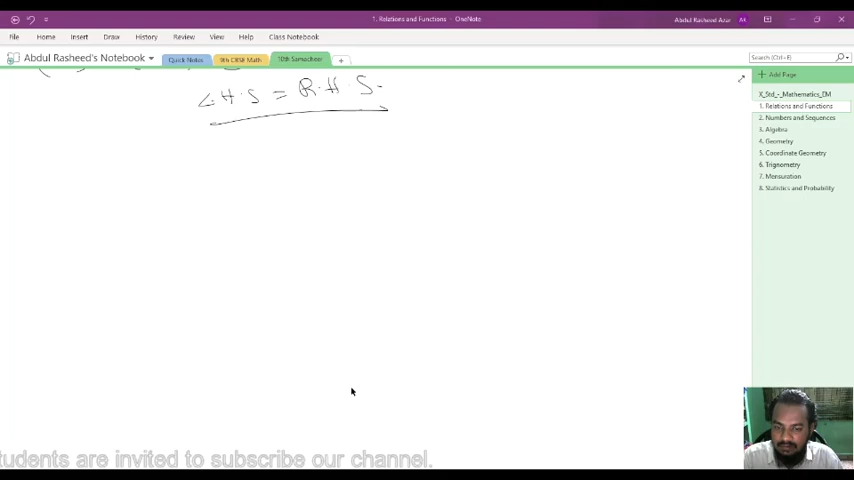 1. Relations and Functions - OneNote
Abdul Rasheed Azar AR
File Home Insert Draw History Review View Help Class Notebook
Abdul Rasheed's Notebook Quick Notes 9th CBSE Math 10th Samacheer + Search (Ctrl+E)
L.H.S = R.H.S.
+ Add Page
X_Std_-_Mathematics_EM
1. Relations and Functions
2. Numbers and Sequences
3. Algebra
4. Geometry
5. Coordinate Geometry
6. Trignometry
7. Mensuration
8. Statistics and Probability
tudents are invited to subscribe our channel.